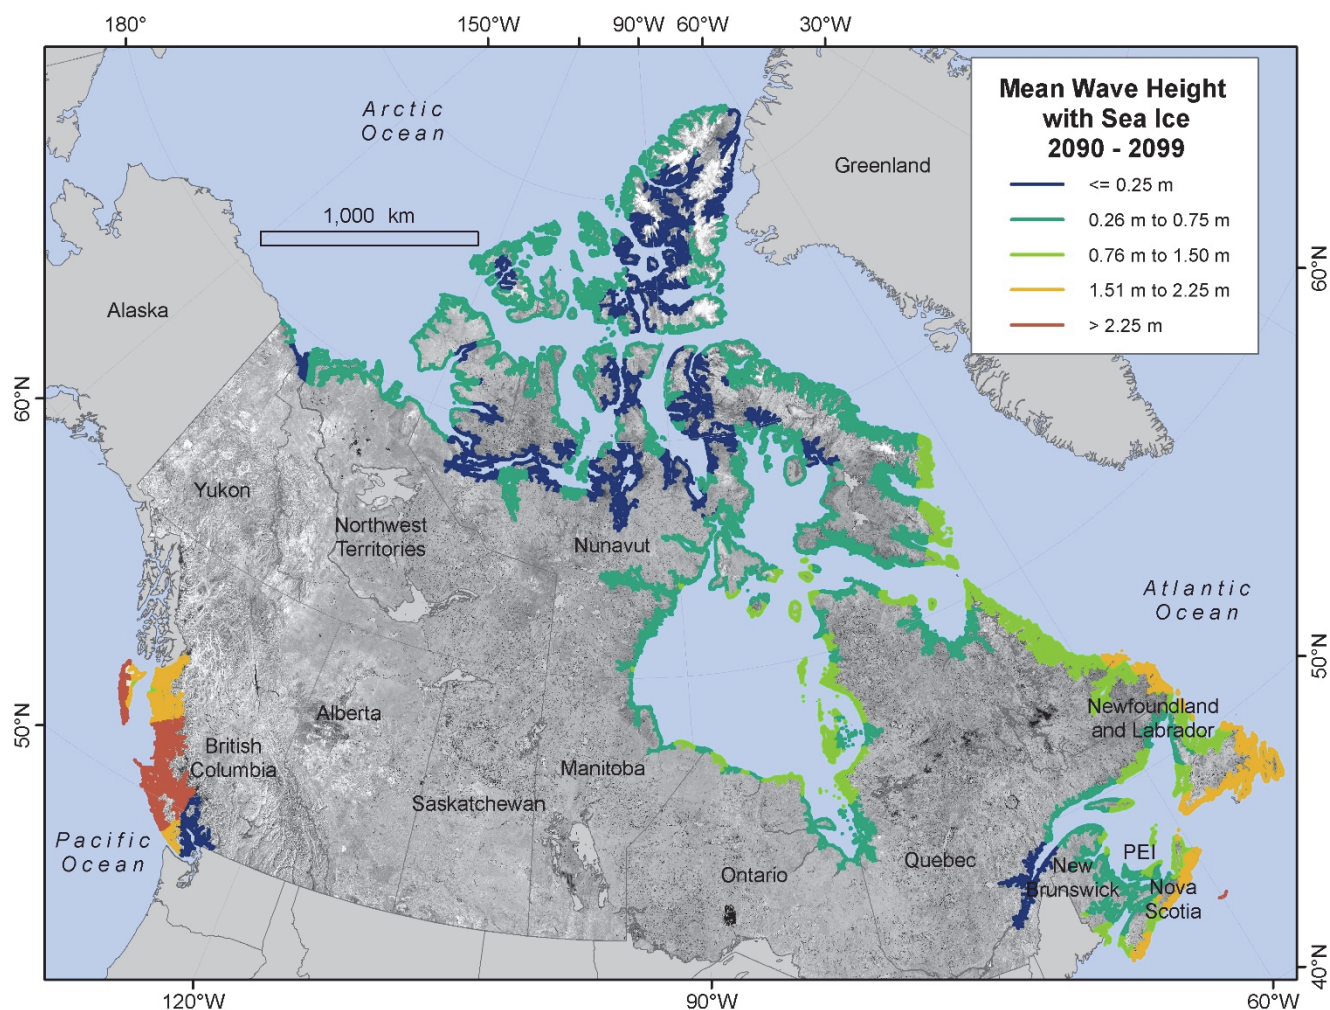 180°
150°W
90°W
60°W
30°W
Arctic
Ocean
Greenland
Mean Wave Height
with Sea Ice
2090 - 2099
<= 0.25 m
0.26 m to 0.75 m
0.76 m to 1.50 m
1.51 m to 2.25 m
> 2.25 m
1,000 km
60°N
Alaska
60°N
Yukon
Northwest
Territories
Nunavut
Atlantic
Ocean
50°N
50°N
Alberta
British
Columbia
Newfoundland
and Labrador
Manitoba
Saskatchewan
Pacific
Ocean
Ontario
Quebec
PEI
New
Brunswick
Nova
Scotia
40°N
120°W
90°W
60°W